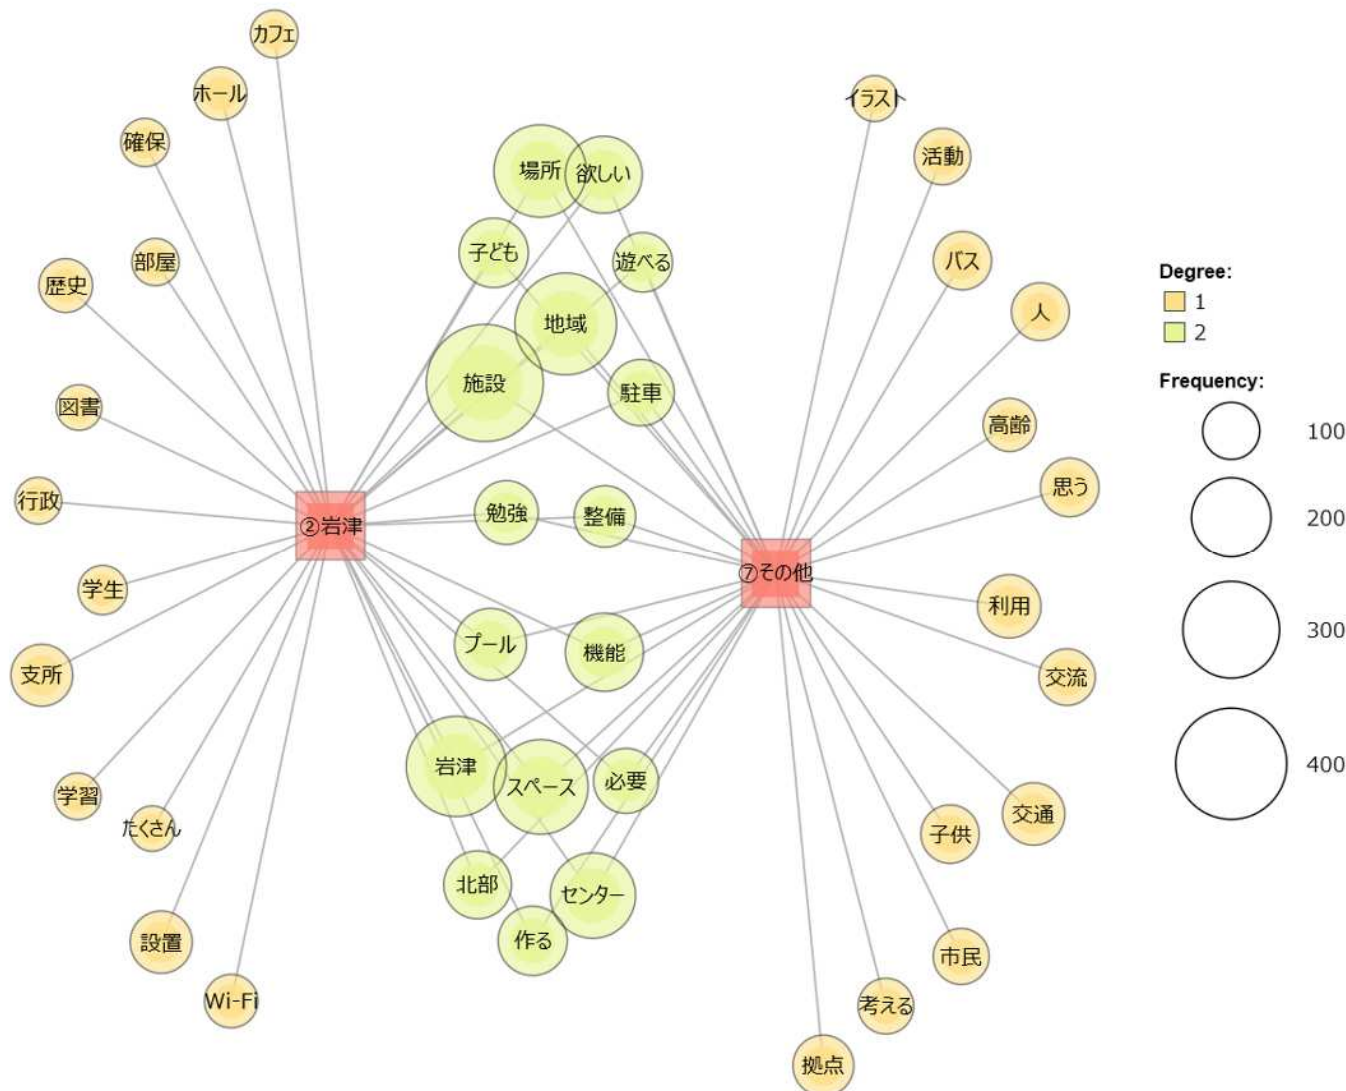 カフェ
ホール
確保
部屋
歴史
図書
行政
学生
支所
学習
たくさん
設置
Wi-Fi
②岩津
場所
欲しい
子ども
遊べる
地域
施設
駐車
勉強
整備
プール
機能
岩津
スペース
必要
北部
センター
作る
⑦その他
イラスト
活動
バス
人
高齢
思う
利用
交流
交通
子供
市民
考える
拠点
Degree:
1
2
Frequency:
100
200
300
400